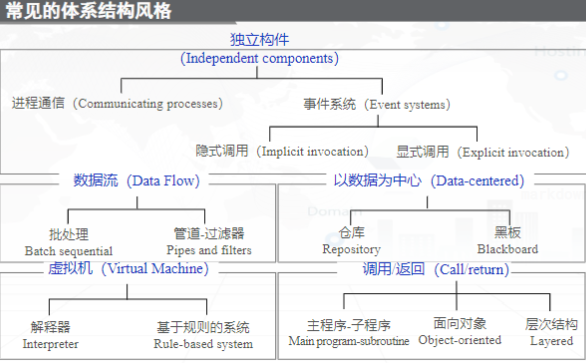 常见的体系结构风格
独立构件
(Independent components)
进程通信（Communicating processes）
事件系统（Event systems）
隐式调用（Implicit invocation）
显式调用（Explicit invocation）
数据流（Data Flow）
以数据为中心（Data-centered）
批处理
Batch sequential
管道-过滤器
Pipes and filters
仓库
Repository
黑板
Blackboard
虚拟机（Virtual Machine）
调用/返回（Call/return）
解释器
Interpreter
基于规则的系统
Rule-based system
主程序-子程序
Main program-subroutine
面向对象
Object-oriented
层次结构
Layered